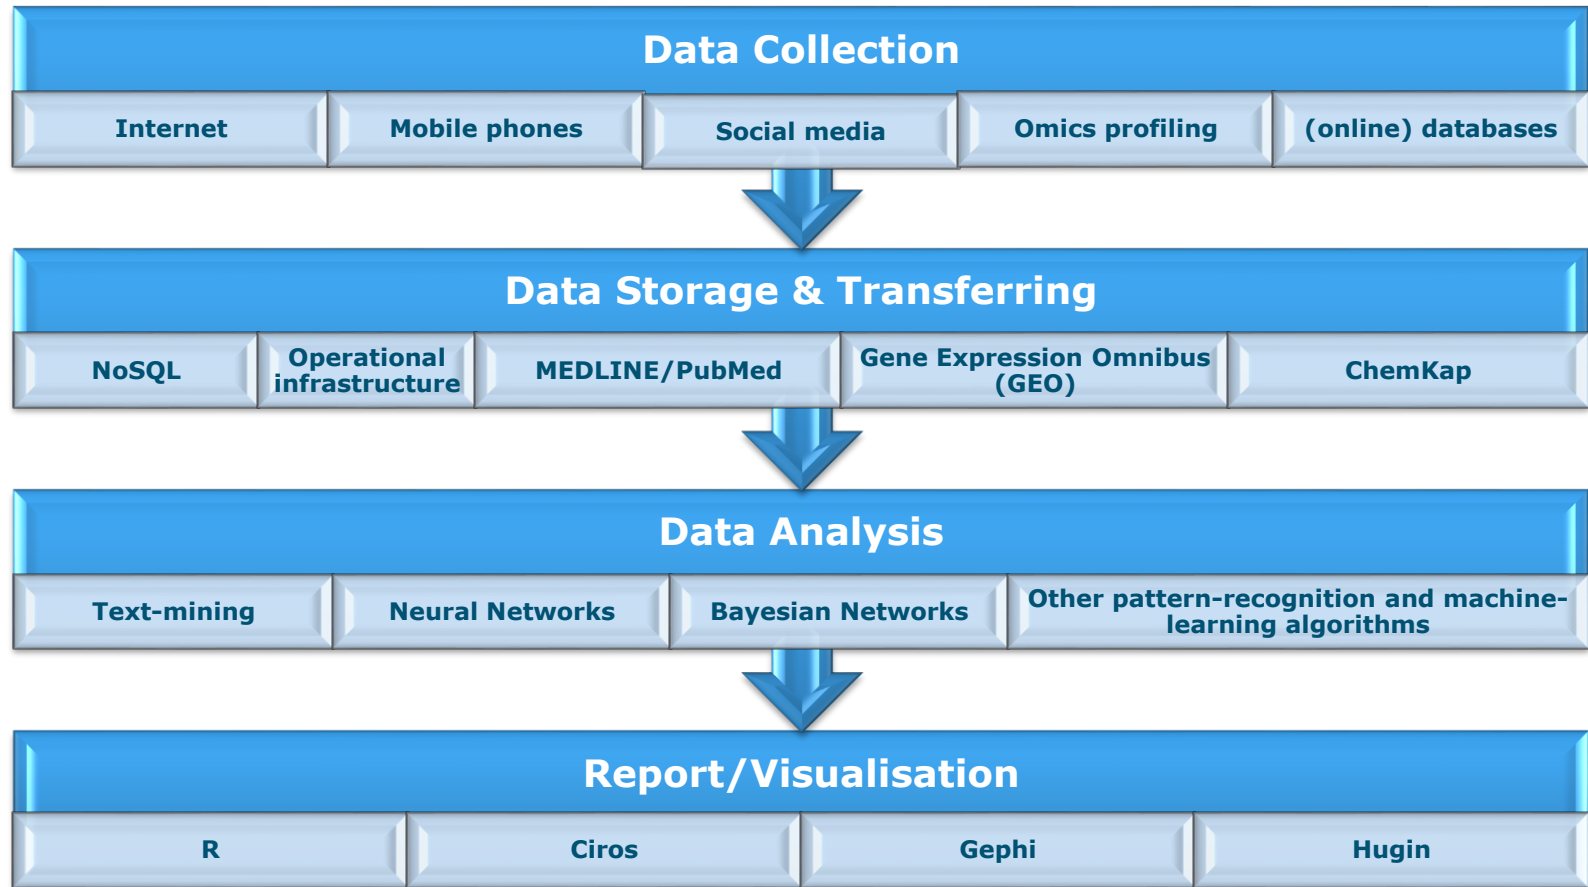 Data Collection
Internet
Mobile phones
Social media
Omics profiling
(online) databases
Data Storage & Transferring
NoSQL
Operational
infrastructure
MEDLINE/PubMed
Gene Expression Omnibus
(GEO)
ChemKap
Data Analysis
Text-mining
Neural Networks
Bayesian Networks
Other pattern-recognition and machine-
learning algorithms
Report/Visualisation
R
Ciros
Gephi
Hugin